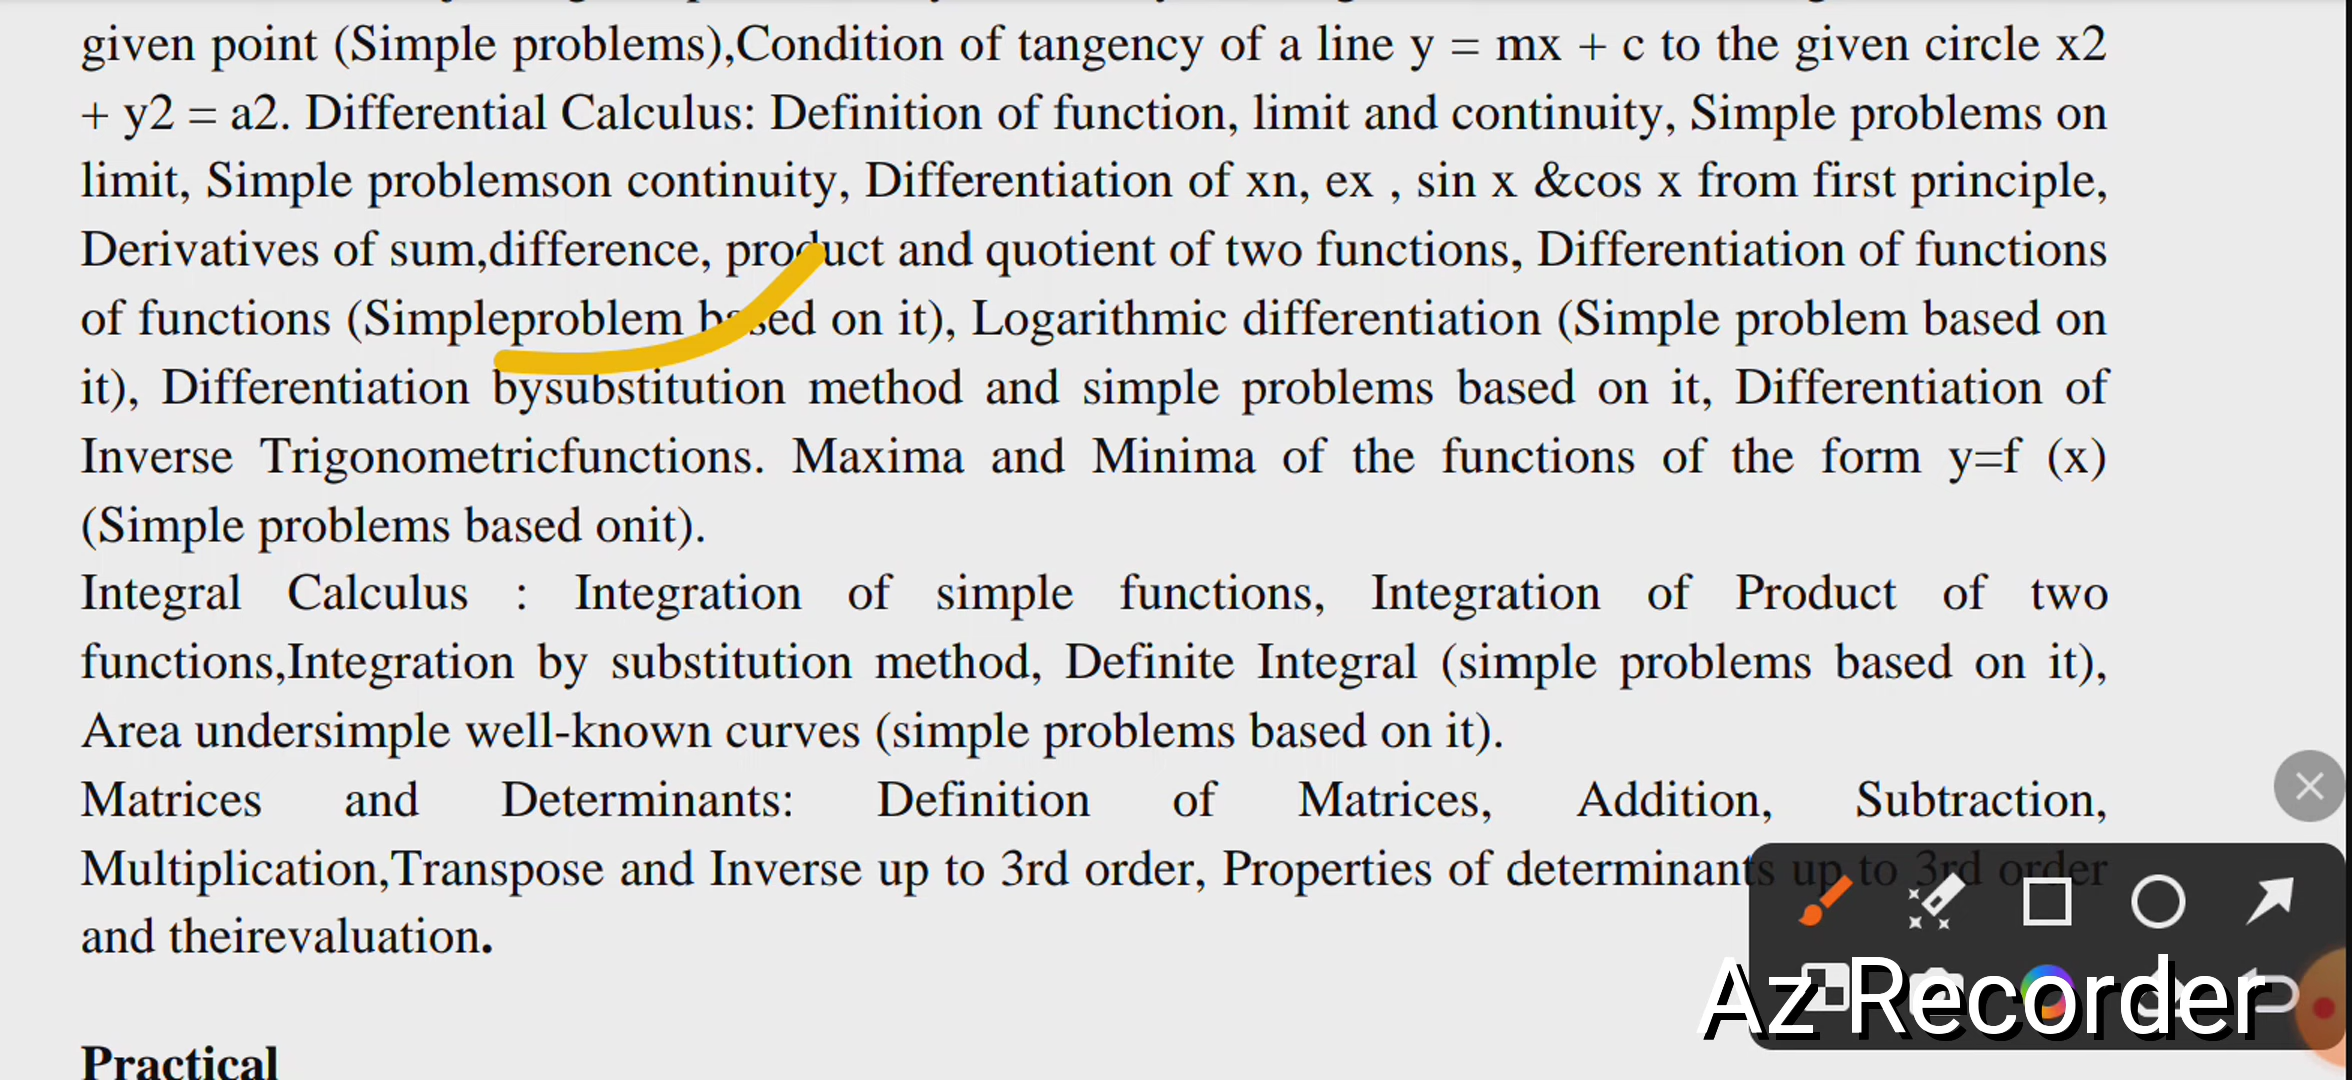 given point (Simple problems),Condition of tangency of a line y = mx + c to the given circle x2
+ y2 = a2. Differential Calculus: Definition of function, limit and continuity, Simple problems on
limit, Simple problemson continuity, Differentiation of xn, ex , sin x &cos x from first principle,
Derivatives of sum,difference, product and quotient of two functions, Differentiation of functions
of functions (Simpleproblem based on it), Logarithmic differentiation (Simple problem based on
it), Differentiation bysubstitution method and simple problems based on it, Differentiation of
Inverse Trigonometricfunctions. Maxima and Minima of the functions of the form y=f (x)
(Simple problems based onit).
Integral Calculus : Integration of simple functions, Integration of Product of two
functions,Integration by substitution method, Definite Integral (simple problems based on it),
Area undersimple well-known curves (simple problems based on it).
Matrices and Determinants: Definition of Matrices, Addition, Subtraction,
Multiplication,Transpose and Inverse up to 3rd order, Properties of determinants up to 3rd order
and theirevaluation.
Az Recorder
Practical